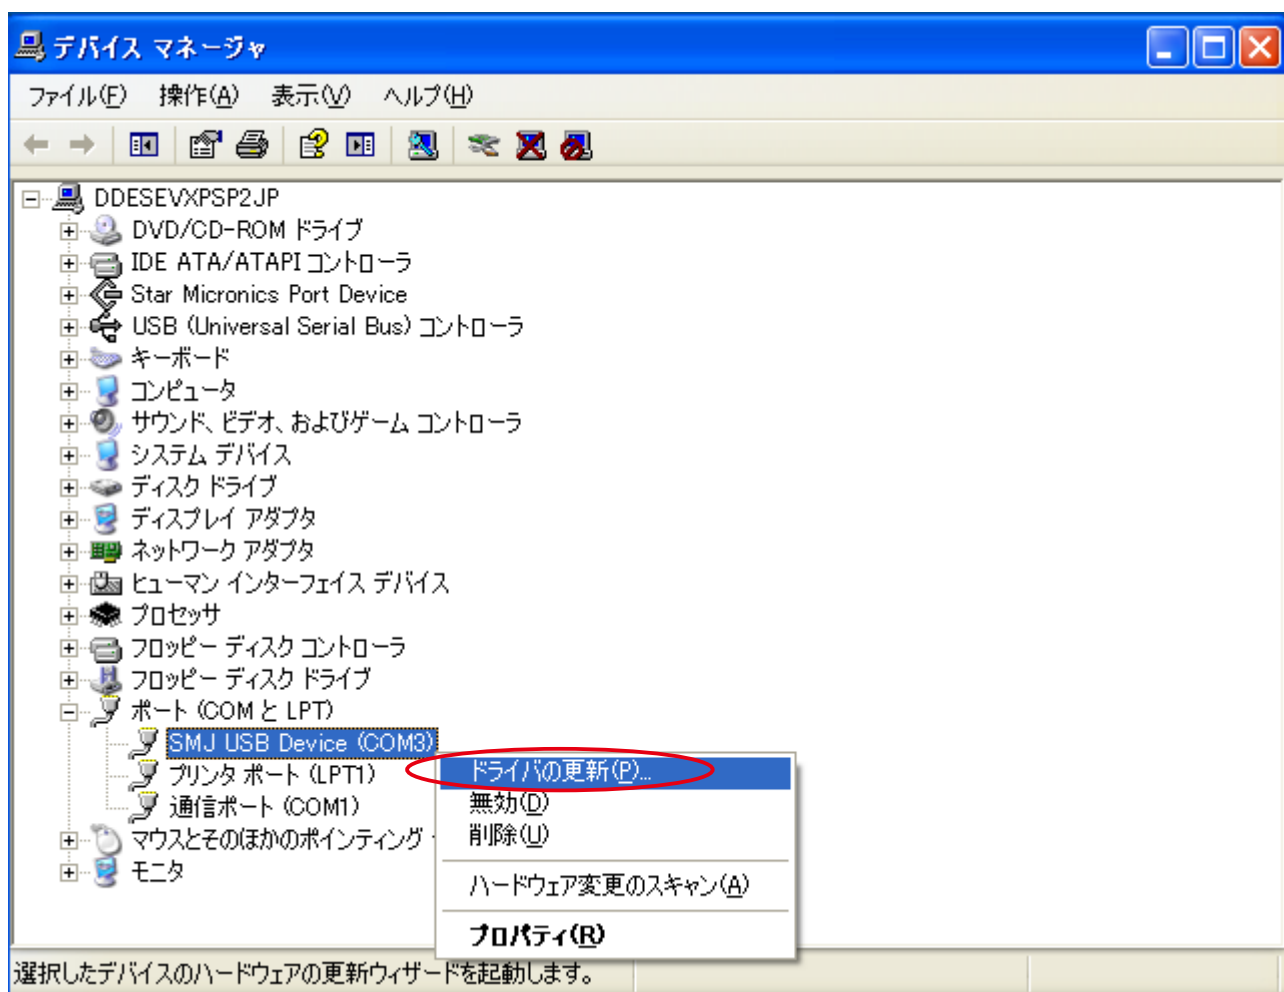 デバイス マネージャ
ファイル(F) 操作(A) 表示(V) ヘルプ(H)
DDESEVXPSP2JP
DVD/CD-ROM ドライブ
IDE ATA/ATAPI コントローラ
Star Micronics Port Device
USB (Universal Serial Bus) コントローラ
キーボード
コンピュータ
サウンド、ビデオ、およびゲーム コントローラ
システム デバイス
ディスク ドライブ
ディスプレイ アダプタ
ネットワーク アダプタ
ヒューマン インターフェイス デバイス
プロセッサ
フロッピー ディスク コントローラ
フロッピー ディスク ドライブ
ポート (COM と LPT)
SMJ USB Device (COM3)
プリンタ ポート (LPT1)
通信ポート (COM1)
マウスとそのほかのポインティング
モニタ
ドライバの更新(P)...
無効(D)
削除(U)
ハードウェア変更のスキャン(A)
プロパティ(R)
選択したデバイスのハードウェアの更新ウィザードを起動します。